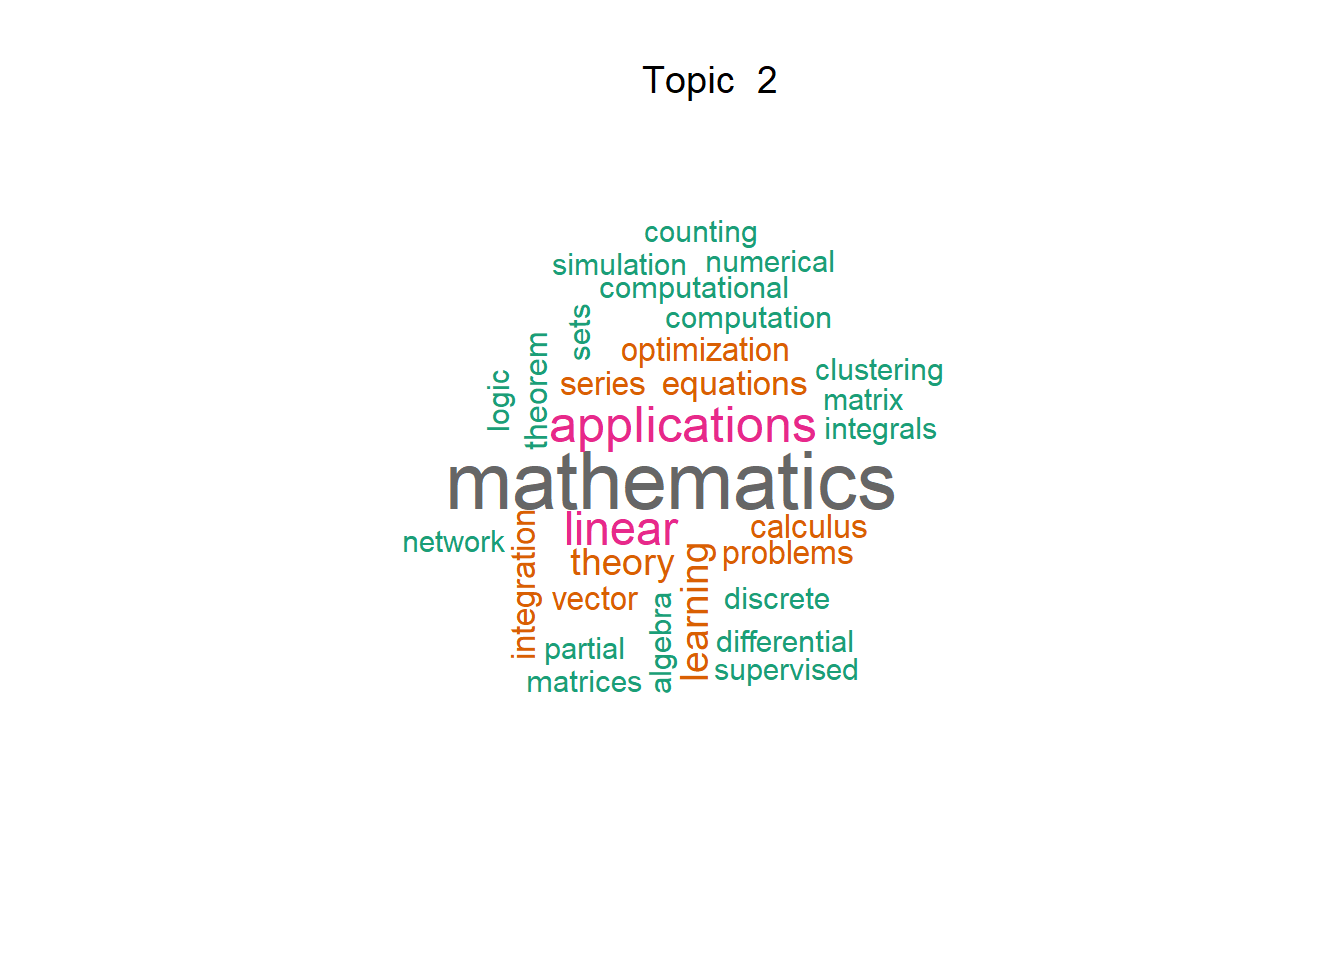 Topic 2
counting
simulation numerical
computational
sets computation
theorem optimization
logic series equations clustering
matrix
applications integrals
mathematics
network integration linear calculus
theory learning problems
vector algebra discrete
partial differential
matrices supervised